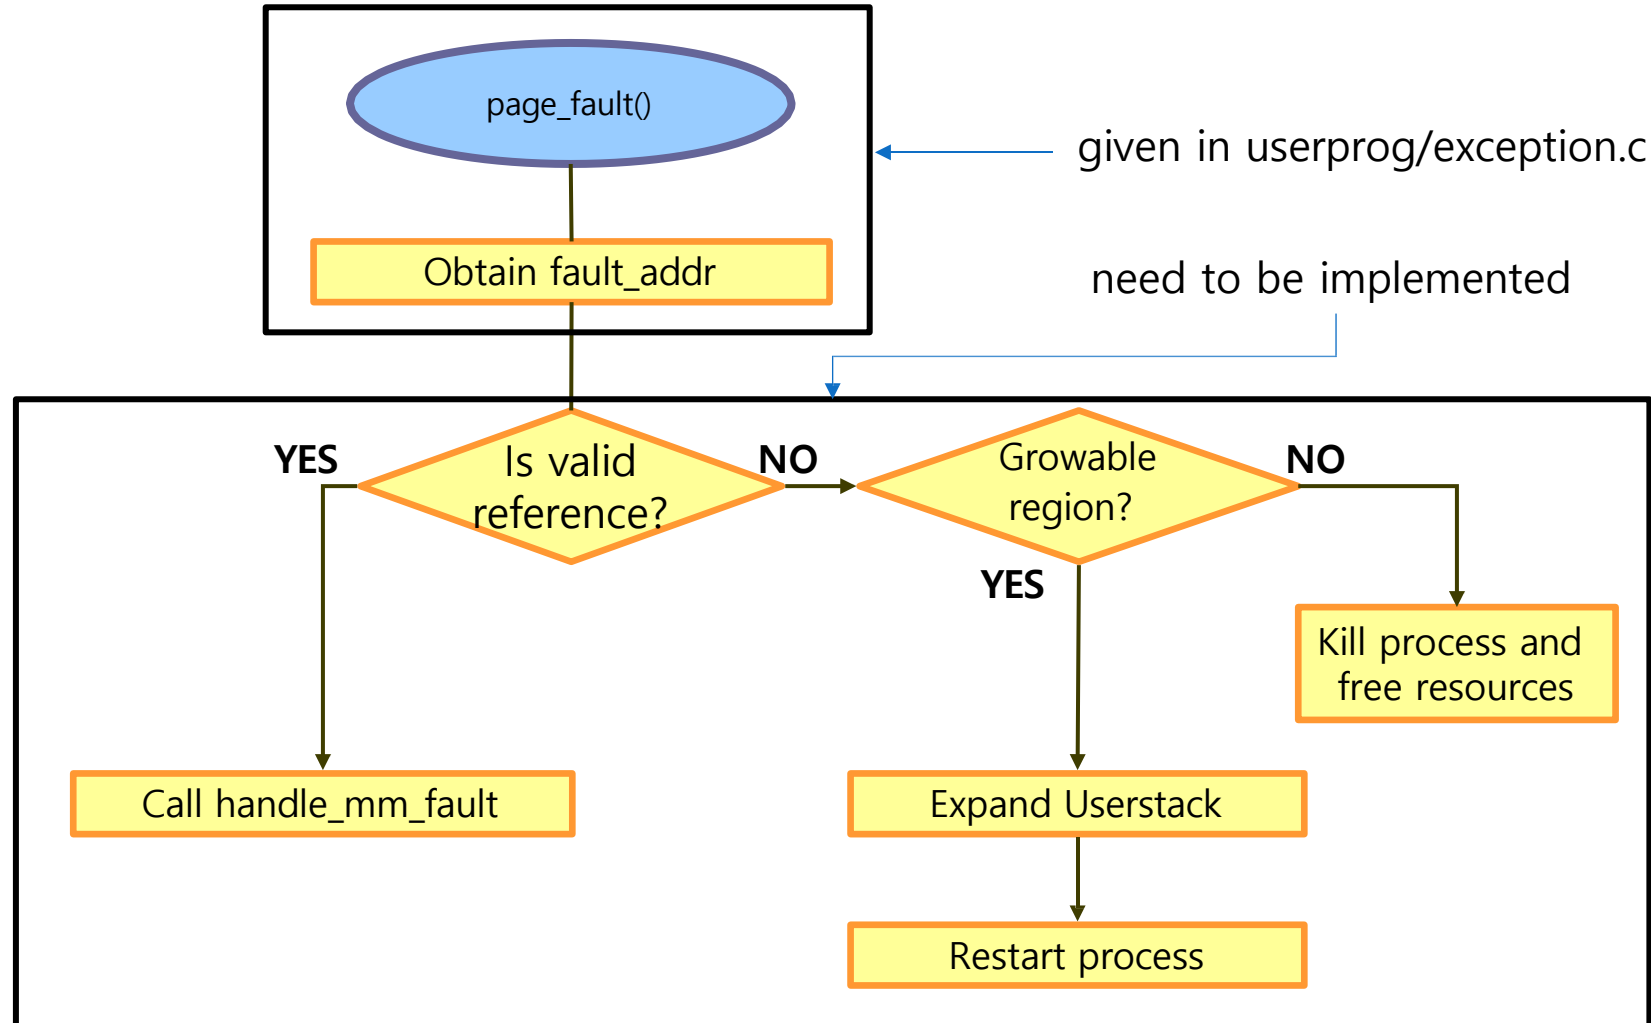 page_fault()
given in userprog/exception.c
Obtain fault_addr
need to be implemented
YES
Is valid
reference?
NO
Growable
region?
NO
YES
Kill process and
free resources
Call handle_mm_fault
Expand Userstack
Restart process